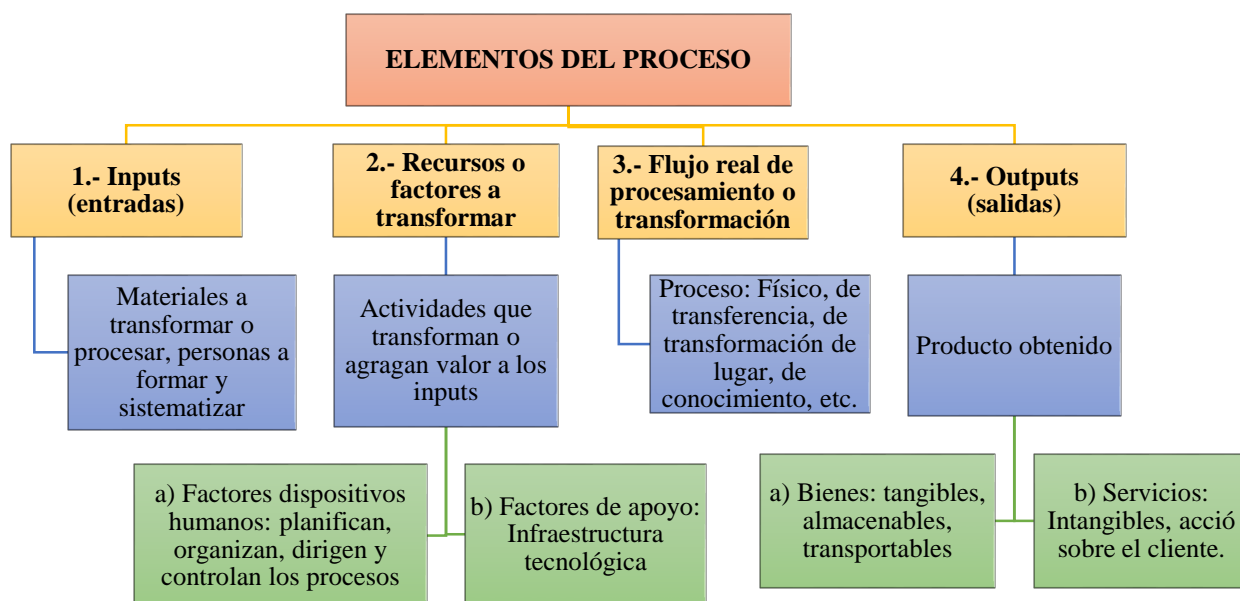 ELEMENTOS DEL PROCESO
1.- Inputs
(entradas)
2.- Recursos o
factores a
transformar
3.- Flujo real de
procesamiento o
transformación
4.- Outputs
(salidas)
Materiales a
transformar o
procesar, personas a
formar y
sistematizar
Actividades que
transforman o
agragan valor a los
inputs
Proceso: Físico, de
transferencia, de
transformación de
lugar, de
conocimiento, etc.
Producto obtenido
a) Factores dispositivos
humanos: planifican,
organizan, dirigen y
controlan los procesos
b) Factores de apoyo:
Infraestructura
tecnológica
a) Bienes: tangibles,
almacenables,
transportables
b) Servicios:
Intangibles, acció
sobre el cliente.